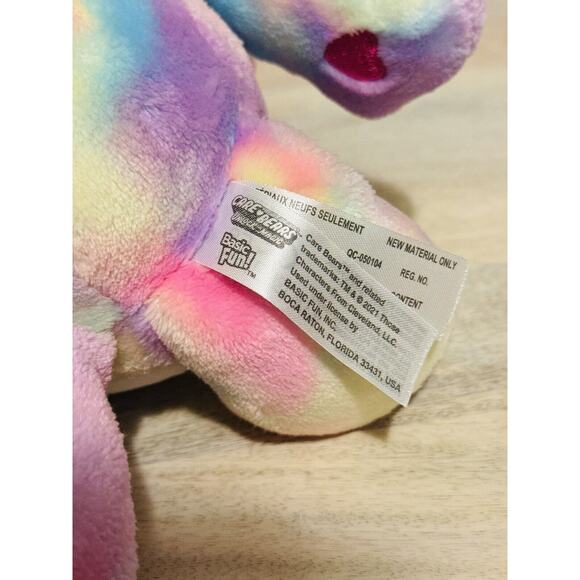 MATÉRIAUX NEUFS SEULEMENT
NEW MATERIAL ONLY
QC-050104
REG. NO.
CONTENT
CARE BEARS
Basic
FUN!™
Care Bears™ and related
trademarks: TM & © 2021 Those
Characters From Cleveland, LLC.
Used under license by
BASIC FUN, INC.
BOCA RATON, FLORIDA 33431, USA